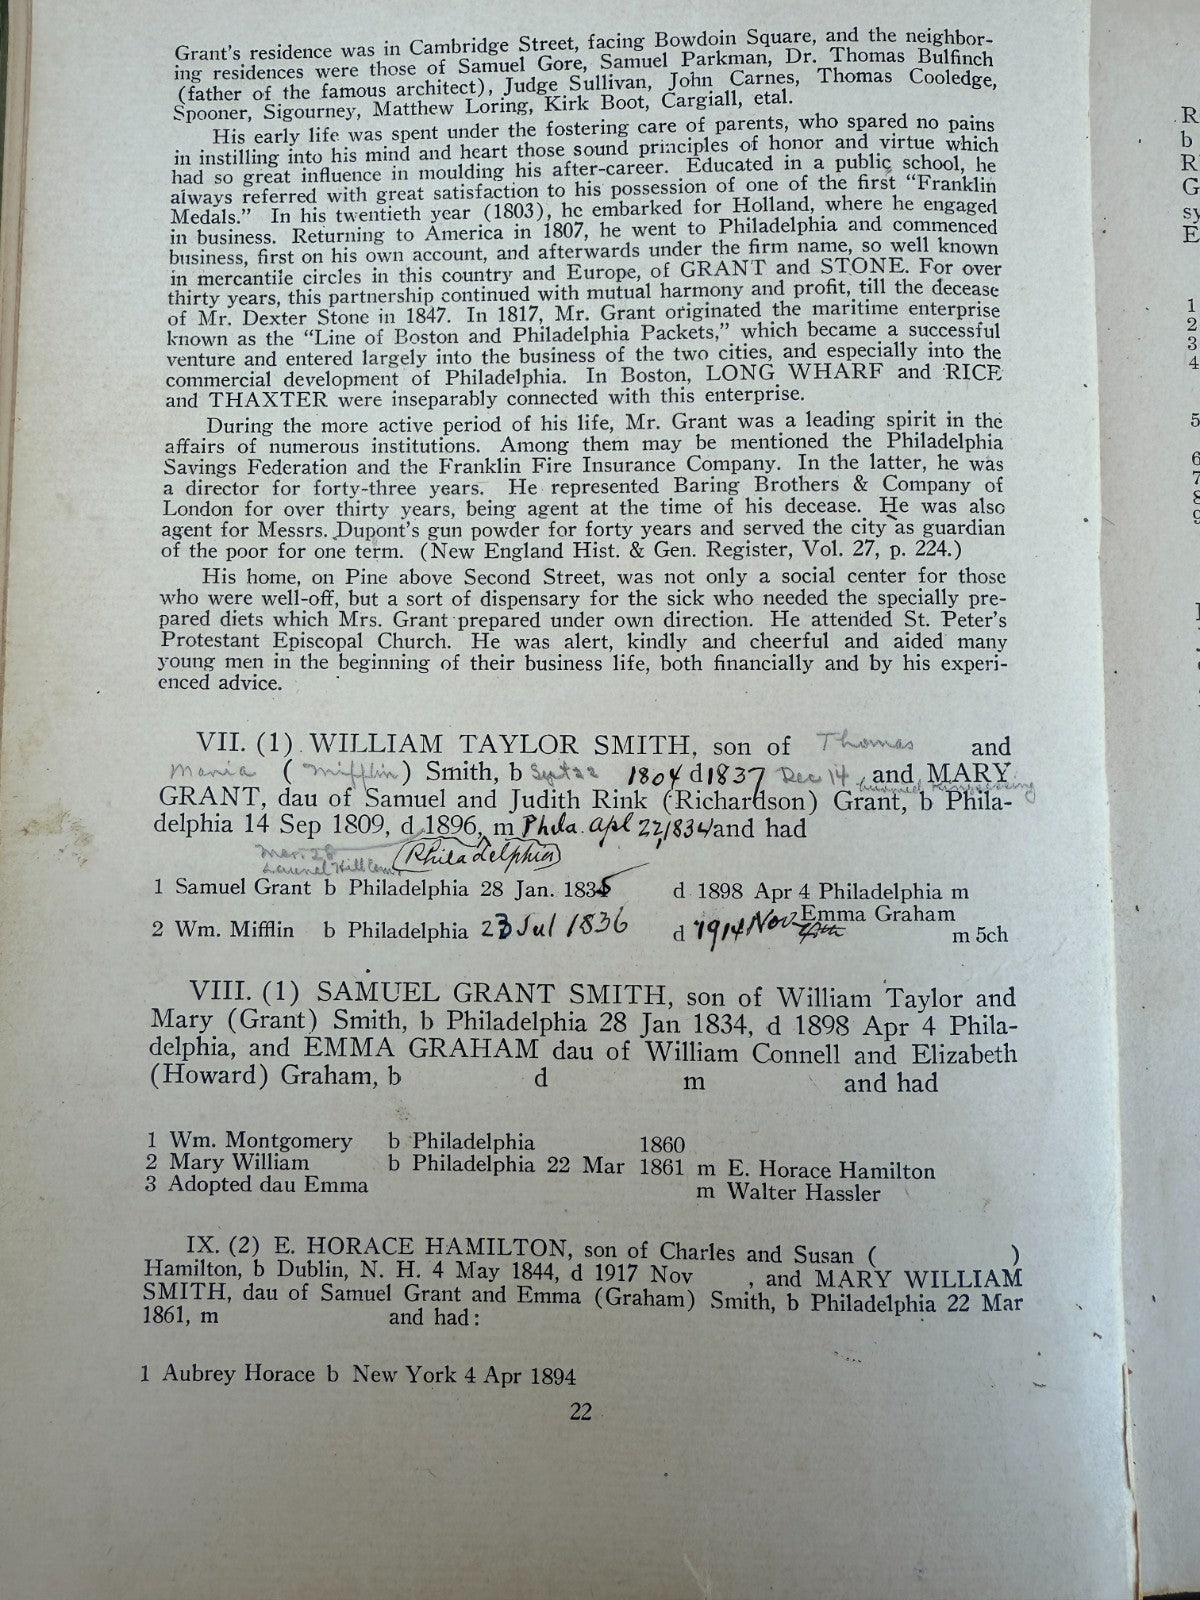 Grant's residence was in Cambridge Street, facing Bowdoin Square, and the neighbor-
ing residences were those of Samuel Gore, Samuel Parkman, Dr. Thomas Bulfinch
(father of the famous architect), Judge Sullivan, John Carnes, Thomas Cooledge,
Spooner, Sigourney, Matthew Loring, Kirk Boot, Cargiall, etal.
His early life was spent under the fostering care of parents, who spared no pains
in instilling into his mind and heart those sound principles of honor and virtue which
had so great influence in moulding his after-career. Educated in a public school, he
always referred with great satisfaction to his possession of one of the first "Franklin
Medals." In his twentieth year (1803), he embarked for Holland, where he engaged
in business. Returning to America in 1807, he went to Philadelphia and commenced
business, first on his own account, and afterwards under the firm name, so well known
in mercantile circles in this country and Europe, of GRANT and STONE. For over
thirty years, this partnership continued with mutual harmony and profit, till the decease
of Mr. Dexter Stone in 1847. In 1817, Mr. Grant originated the maritime enterprise
known as the "Line of Boston and Philadelphia Packets," which became a successful
venture and entered largely into the business of the two cities, and especially into the
commercial development of Philadelphia. In Boston, LONG WHARF and RICE
and THAXTER were inseparably connected with this enterprise.
During the more active period of his life, Mr. Grant was a leading spirit in the
affairs of numerous institutions. Among them may be mentioned the Philadelphia
Savings Federation and the Franklin Fire Insurance Company. In the latter, he was
a director for forty-three years. He represented Baring Brothers & Company of
London for over thirty years, being agent at the time of his decease. He was also
agent for Messrs. Dupont's gun powder for forty years and served the city as guardian
of the poor for one term. (New England Hist. & Gen. Register, Vol. 27, p. 224.)
His home, on Pine above Second Street, was not only a social center for those
who were well-off, but a sort of dispensary for the sick who needed the specially pre-
pared diets which Mrs. Grant prepared under own direction. He attended St. Peter's
Protestant Episcopal Church. He was alert, kindly and cheerful and aided many
young men in the beginning of their business life, both financially and by his experi-
enced advice.
VII. (1) WILLIAM TAYLOR SMITH, son of Thomas and
Maria (Mifflin) Smith, b Sept 22 1804 d 1837 Dec 14, and MARY
GRANT, dau of Samuel and Judith Rink (Richardson) Grant, b Phila-
delphia 14 Sep 1809, d 1896, m Phila. Apl 22, 1834 and had
Mar. 28 (Philadelphia)
Laurel Hill Cem.
1 Samuel Grant b Philadelphia 28 Jan. 1835 d 1898 Apr 4 Philadelphia m
Emma Graham
2 Wm. Mifflin b Philadelphia 23 Jul 1836 d 1914 Nov m 5ch
VIII. (1) SAMUEL GRANT SMITH, son of William Taylor and
Mary (Grant) Smith, b Philadelphia 28 Jan 1834, d 1898 Apr 4 Phila-
delphia, and EMMA GRAHAM dau of William Connell and Elizabeth
(Howard) Graham, b d m and had
1 Wm. Montgomery b Philadelphia 1860
2 Mary William b Philadelphia 22 Mar 1861 m E. Horace Hamilton
3 Adopted dau Emma m Walter Hassler
IX. (2) E. HORACE HAMILTON, son of Charles and Susan ( )
Hamilton, b Dublin, N. H. 4 May 1844, d 1917 Nov , and MARY WILLIAM
SMITH, dau of Samuel Grant and Emma (Graham) Smith, b Philadelphia 22 Mar
1861, m and had:
1 Aubrey Horace b New York 4 Apr 1894
22